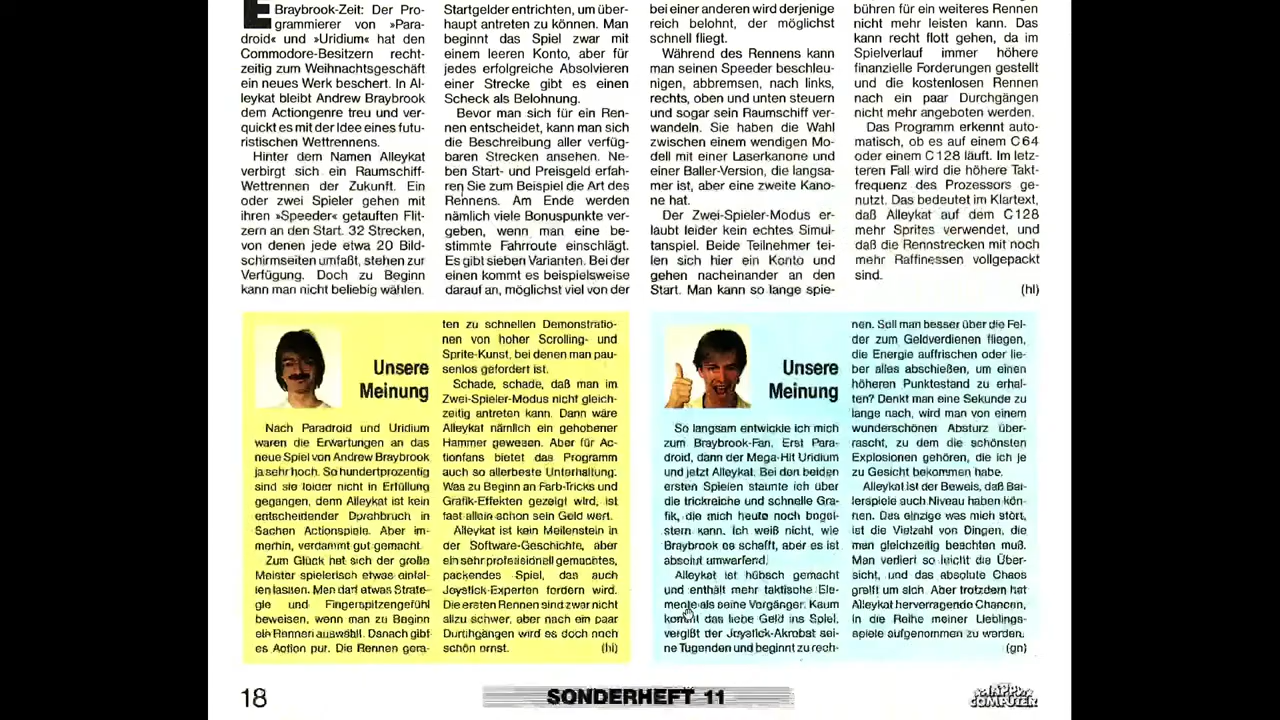 E
Braybrook-Zeit: Der Pro-
grammierer von »Para-
droid« und »Uridium« hat den
Commodore-Besitzern recht-
zeitig zum Weihnachtsgeschäft
ein neues Werk beschert. In Al-
leykat bleibt Andrew Braybrook
dem Actiongenre treu und ver-
quickt es mit der Idee eines futu-
ristischen Wettrennens.
Hinter dem Namen Alleykat
verbirgt sich ein Raumschiff-
Wettrennen der Zukunft. Ein
oder zwei Spieler gehen mit
ihren »Speeder« getauften Flit-
zern an den Start. 32 Strecken,
von denen jede etwa 20 Bild-
schirmseiten umfaßt, stehen zur
Verfügung. Doch zu Beginn
kann man nicht beliebig wählen.
Startgelder entrichten, um über-
haupt antreten zu können. Man
beginnt das Spiel zwar mit
einem leeren Konto, aber für
jedes erfolgreiche Absolvieren
einer Strecke gibt es einen
Scheck als Belohnung.
Bevor man sich für ein Ren-
nen entscheidet, kann man sich
die Beschreibung aller verfüg-
baren Strecken ansehen. Ne-
ben Start- und Preisgeld erfah-
ren Sie zum Beispiel die Art des
Rennens. Am Ende werden
nämlich viele Bonuspunkte ver-
geben, wenn man eine be-
stimmte Fahrroute einschlägt.
Es gibt sieben Varianten. Bei der
einen kommt es beispielsweise
darauf an, möglichst viel von der
bei einer anderen wird derjenige
reich belohnt, der möglichst
schnell fliegt.
Während des Rennens kann
man seinen Speeder beschleu-
nigen, abbremsen, nach links,
rechts, oben und unten steuern
und sogar sein Raumschiff ver-
wandeln. Sie haben die Wahl
zwischen einem wendigen Mo-
dell mit einer Laserkanone und
einer Baller-Version, die langsa-
mer ist, aber eine zweite Kano-
ne hat.
Der Zwei-Spieler-Modus er-
laubt leider kein echtes Simul-
tanspiel. Beide Teilnehmer tei-
len sich hier ein Konto und
gehen nacheinander an den
Start. Man kann so lange spie-
bühren für ein weiteres Rennen
nicht mehr leisten kann. Das
kann recht flott gehen, da im
Spielverlauf immer höhere
finanzielle Forderungen gestellt
und die kostenlosen Rennen
nach ein paar Durchgängen
nicht mehr angeboten werden.
Das Programm erkennt auto-
matisch, ob es auf einem C 64
oder einem C 128 läuft. Im letz-
teren Fall wird die höhere Takt-
frequenz des Prozessors ge-
nutzt. Das bedeutet im Klartext,
daß Alleykat auf dem C 128
mehr Sprites verwendet, und
daß die Rennstrecken mit noch
mehr Raffinessen vollgepackt
sind.
(hl)
Unsere
Meinung
Nach Paradroid und Uridium
waren die Erwartungen an das
neue Spiel von Andrew Braybrook
ja sehr hoch. So hundertprozentig
sind sie leider nicht in Erfüllung
gegangen, denn Alleykat ist kein
entscheidender Durchbruch in
Sachen Actionspiele. Aber im-
merhin, verdammt gut gemacht.
Zum Glück hat sich der große
Meister spielerisch etwas einfal-
len lassen. Man darf etwas Strate-
gie und Fingerspitzengefühl
beweisen, wenn man zu Beginn
ein Rennen auswählt. Danach gibt
es Action pur. Die Rennen gera-
ten zu schnellen Demonstratio-
nen von hoher Scrolling- und
Sprite-Kunst, bei denen man pau-
senlos gefordert ist.
Schade, schade, daß man im
Zwei-Spieler-Modus nicht gleich-
zeitig antreten kann. Dann wäre
Alleykat nämlich ein gehobener
Hammer gewesen. Aber für Ac-
tionfans bietet das Programm
auch so allerbeste Unterhaltung.
Was zu Beginn an Farb-Tricks und
Grafik-Effekten gezeigt wird, ist
fast allein schon sein Geld wert.
Alleykat ist kein Meilenstein in
der Software-Geschichte, aber
ein sehr professionell gemachtes,
packendes Spiel, das auch
Joystick-Experten fordern wird.
Die ersten Rennen sind zwar nicht
allzu schwer, aber nach ein paar
Durchgängen wird es doch noch
schön ernst.
(hl)
Unsere
Meinung
So langsam entwickle ich mich
zum Braybrook-Fan. Erst Para-
droid, dann der Mega-Hit Uridium
und jetzt Alleykat. Bei den beiden
ersten Spielen staunte ich über
die trickreiche und schnelle Gra-
fik, die mich heute noch begei-
stern kann. Ich weiß nicht, wie
Braybrook es schafft, aber es ist
absolut umwerfend.
Alleykat ist hübsch gemacht
und enthält mehr taktische Ele-
mente als seine Vorgänger. Kaum
kommt das liebe Geld ins Spiel,
vergißt der Joystick-Akrobat sei-
ne Tugenden und beginnt zu rech-
nen. Soll man besser über die Fel-
der zum Geldverdienen fliegen,
die Energie auffrischen oder lie-
ber alles abschießen, um einen
höheren Punktestand zu erhal-
ten? Denkt man eine Sekunde zu
lange nach, wird man von einem
wunderschönen Absturz über-
rascht, zu dem die schönsten
Explosionen gehören, die ich je
zu Gesicht bekommen habe.
Alleykat ist der Beweis, daß Bal-
lerspiele auch Niveau haben kön-
nen. Das einzige was mich stört,
ist die Vielzahl von Dingen, die
man gleichzeitig beachten muß.
Man verliert so leicht die Über-
sicht, und das absolute Chaos
greift um sich. Aber trotzdem hat
Alleykat hervorragende Chancen,
in die Reihe meiner Lieblings-
spiele aufgenommen zu werden.
(gn)
18
SONDERHEFT 11
HAPPY
COMPUTER